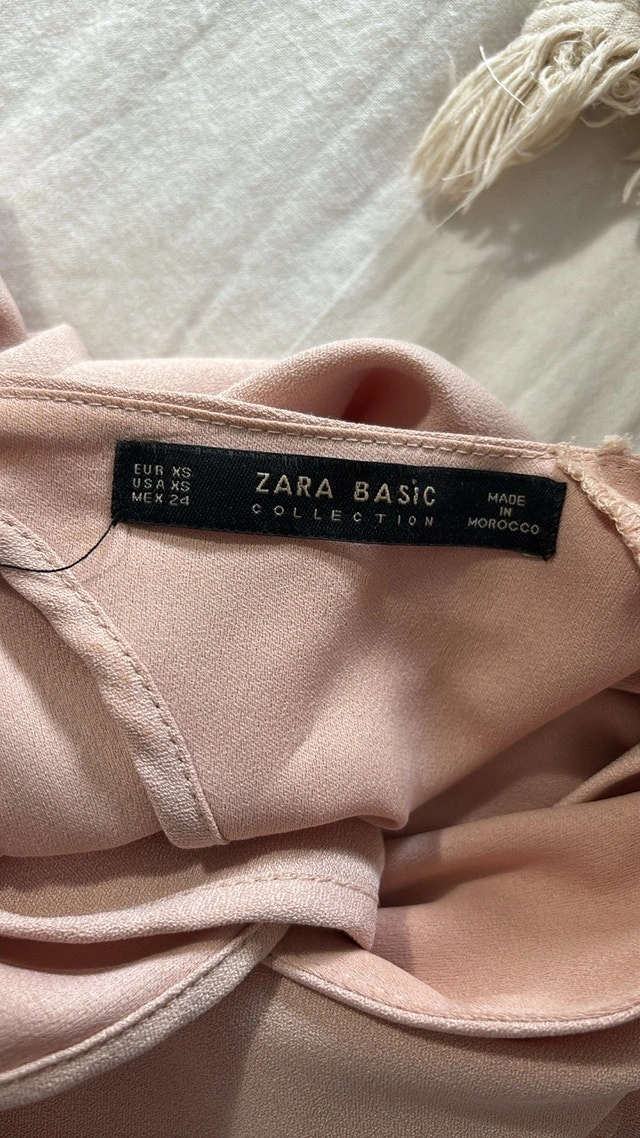 EUR XS
USA XS
MEX 24
ZARA BASIC
COLLECTION
MADE
IN
MOROCCO